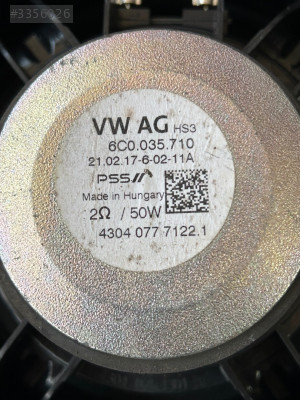 #3356926
VW AG HS3
6C0.035.710
21.02.17-6-02-11A
PSS
Made in Hungary
2Ω / 50W
4304 077 7122.1